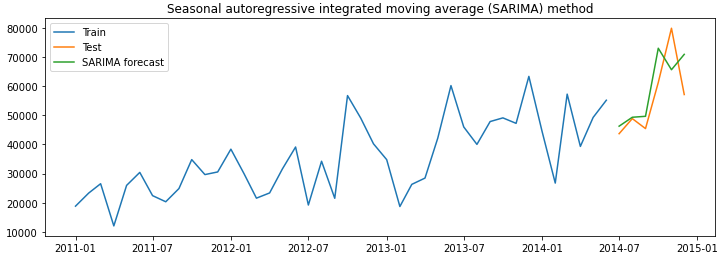 Seasonal autoregressive integrated moving average (SARIMA) method
Train
Test
SARIMA forecast
80000
70000
60000
50000
40000
30000
20000
10000
2011-01 2011-07 2012-01 2012-07 2013-01 2013-07 2014-01 2014-07 2015-01